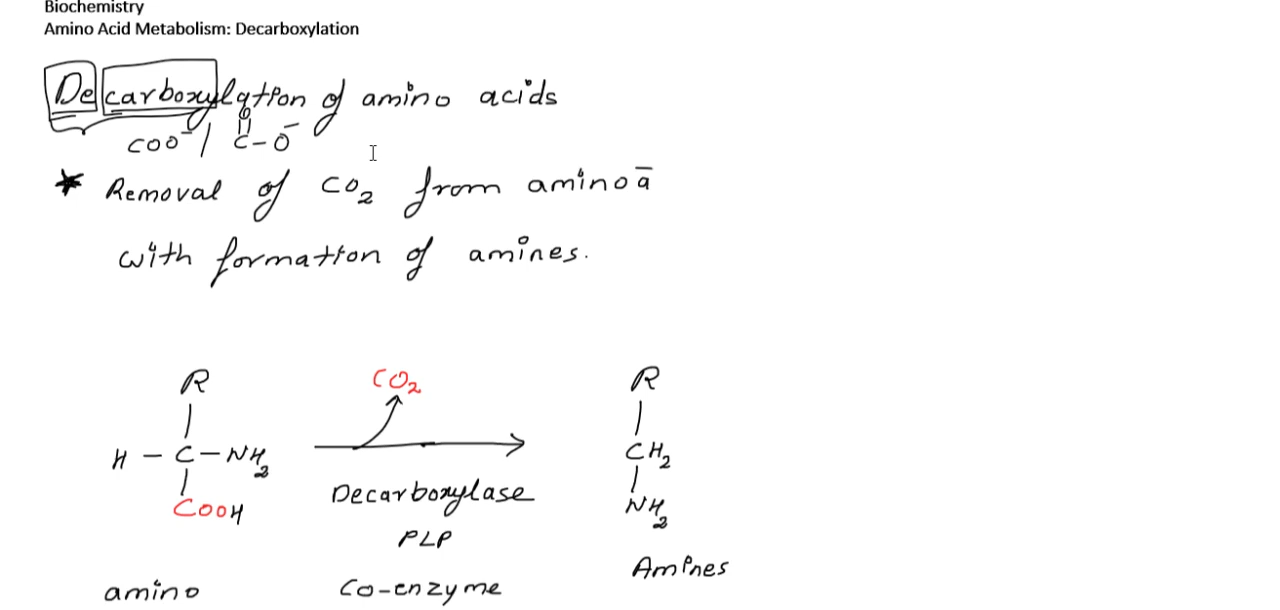 Biochemistry
Amino Acid Metabolism: Decarboxylation
Decarboxylation of amino acids
COO⁻/ C-O⁻
O
* Removal of CO₂ from amino ā
with formation of amines.
R
CO₂
R
H - C - NH₂
CH₂
COOH
Decarboxylase
NH₂
PLP
Amines
amino
Co-enzyme